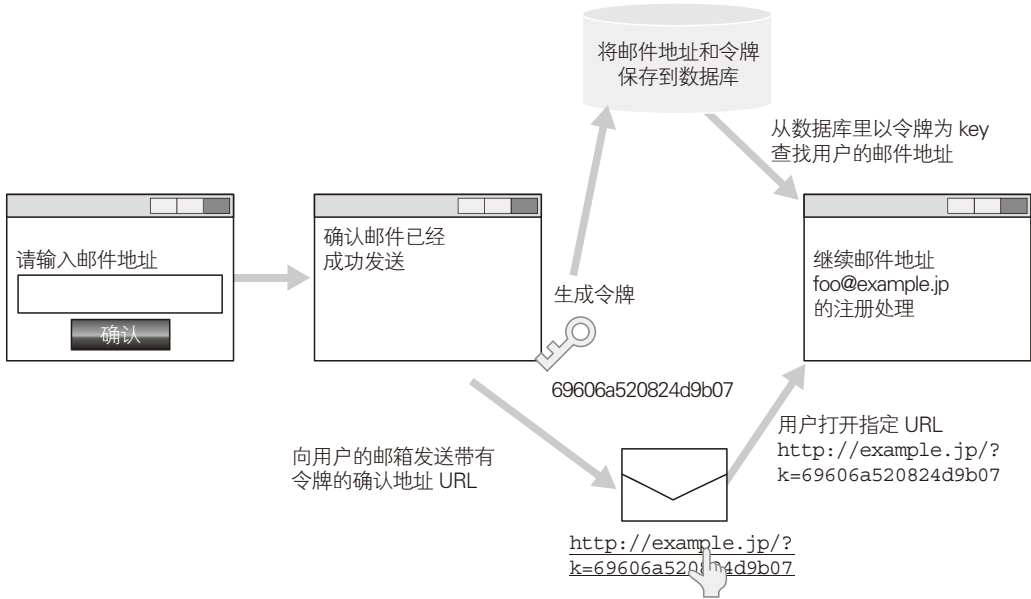 将邮件地址和令牌
保存到数据库
从数据库里以令牌为 key
查找用户的邮件地址
请输入邮件地址
确认
确认邮件已经
成功发送
生成令牌
69606a520824d9b07
继续邮件地址
foo@example.jp
的注册处理
向用户的邮箱发送带有
令牌的确认地址 URL
用户打开指定 URL
http://example.jp/?
k=69606a520824d9b07
http://example.jp/?
k=69606a520824d9b07